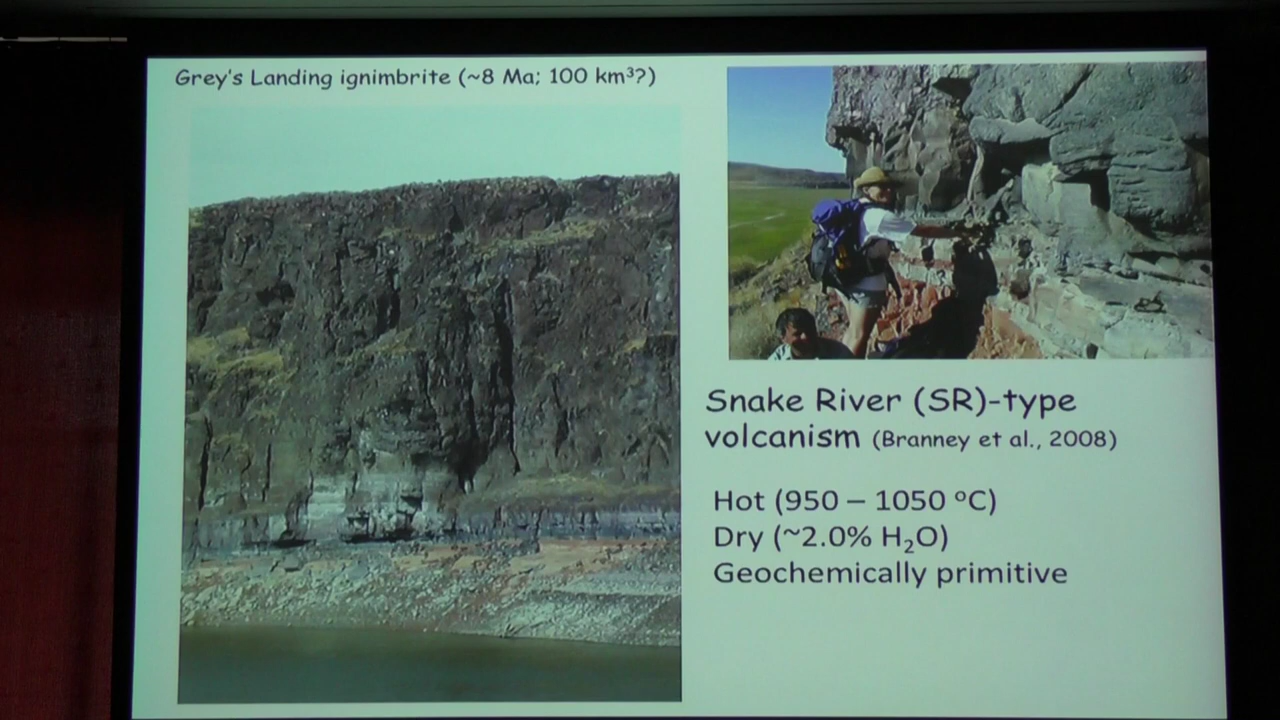 Grey's Landing ignimbrite (~8 Ma; 100 km³?)
Snake River (SR)-type
volcanism (Branney et al., 2008)
Hot (950 – 1050 °C)
Dry (~2.0% H₂O)
Geochemically primitive